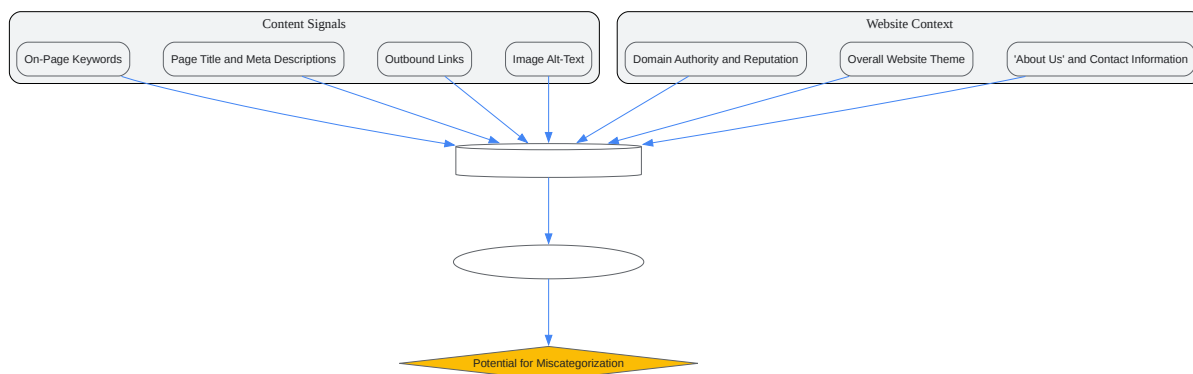 Content Signals
Website Context
On-Page Keywords
Page Title and Meta Descriptions
Outbound Links
Image Alt-Text
Domain Authority and Reputation
Overall Website Theme
'About Us' and Contact Information
Potential for Miscategorization